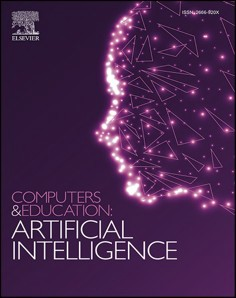 ISSN: 2666-920X
ELSEVIER
COMPUTERS
&EDUCATION:
ARTIFICIAL
INTELLIGENCE